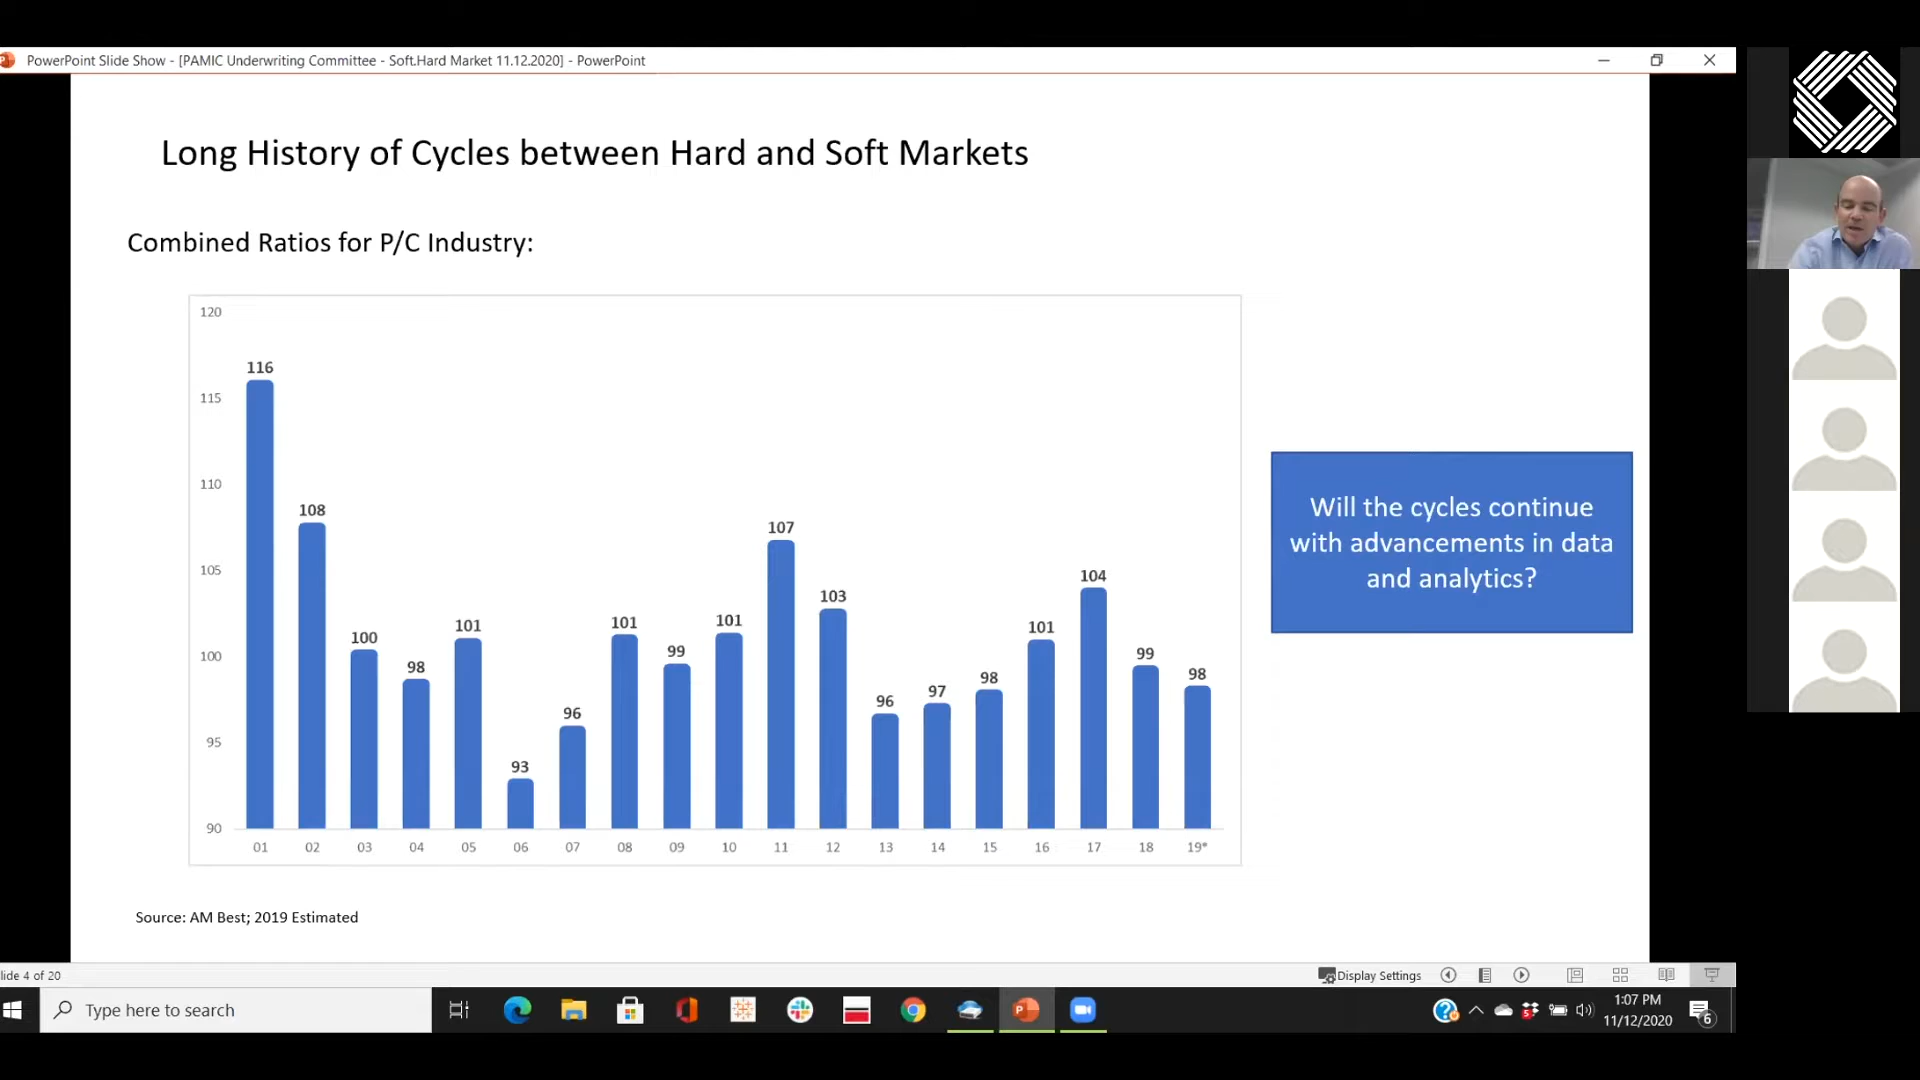 PowerPoint Slide Show - [PAMIC Underwriting Committee - Soft.Hard Market 11.12.2020] - PowerPoint
Long History of Cycles between Hard and Soft Markets
Combined Ratios for P/C Industry:
120
115
110
105
100
95
90
116
108
100
98
101
93
96
101
99
101
107
103
96
97
98
101
104
99
98
01 02 03 04 05 06 07 08 09 10 11 12 13 14 15 16 17 18 19*
Will the cycles continue
with advancements in data
and analytics?
Source: AM Best; 2019 Estimated
lide 4 of 20
Display Settings
Type here to search
1:07 PM
11/12/2020
6